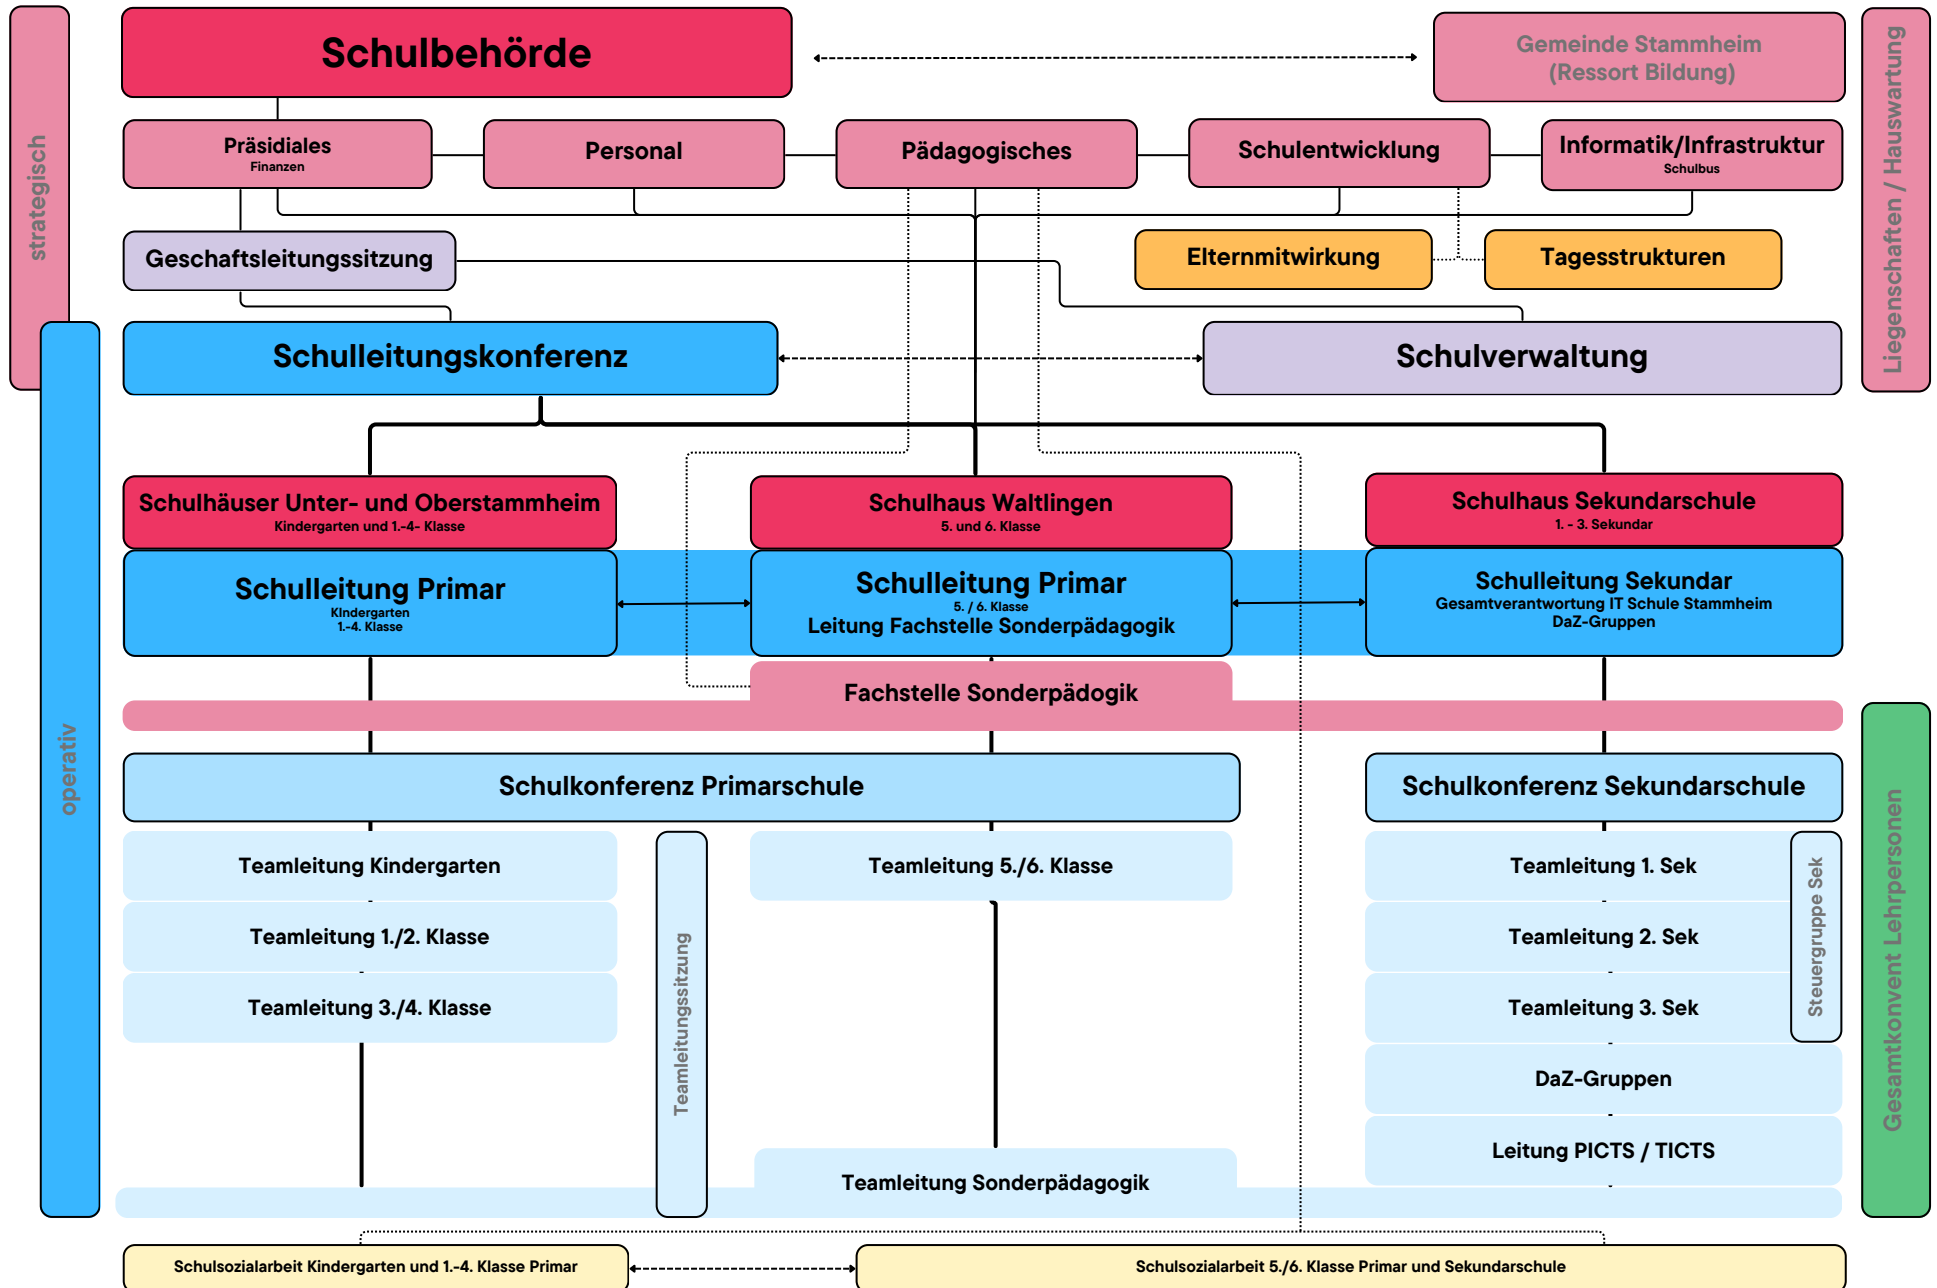 Schulbehörde
Gemeinde Stammheim
(Ressort Bildung)
strategisch
Liegenschaften / Hauswartung
Präsidiales
Finanzen
Personal
Pädagogisches
Schulentwicklung
Informatik/Infrastruktur
Schulbus
Geschaftsleitungssitzung
Elternmitwirkung
Tagesstrukturen
Schulleitungskonferenz
Schulverwaltung
operativ
Schulhäuser Unter- und Oberstammheim
Kindergarten und 1.-4- Klasse
Schulhaus Waltlingen
5. und 6. Klasse
Schulhaus Sekundarschule
1. - 3. Sekundar
Schulleitung Primar
KIndergarten
1.-4. Klasse
Schulleitung Primar
5. / 6. Klasse
Leitung Fachstelle Sonderpädagogik
Schulleitung Sekundar
Gesamtverantwortung IT Schule Stammheim
DaZ-Gruppen
Fachstelle Sonderpädogik
Schulkonferenz Primarschule
Schulkonferenz Sekundarschule
Gesamtkonvent Lehrpersonen
Teamleitung Kindergarten
Teamleitung 1./2. Klasse
Teamleitung 3./4. Klasse
Teamleitungssitzung
Teamleitung 5./6. Klasse
Teamleitung 1. Sek
Teamleitung 2. Sek
Teamleitung 3. Sek
Steuergruppe Sek
DaZ-Gruppen
Leitung PICTS / TICTS
Teamleitung Sonderpädagogik
Schulsozialarbeit Kindergarten und 1.-4. Klasse Primar
Schulsozialarbeit 5./6. Klasse Primar und Sekundarschule